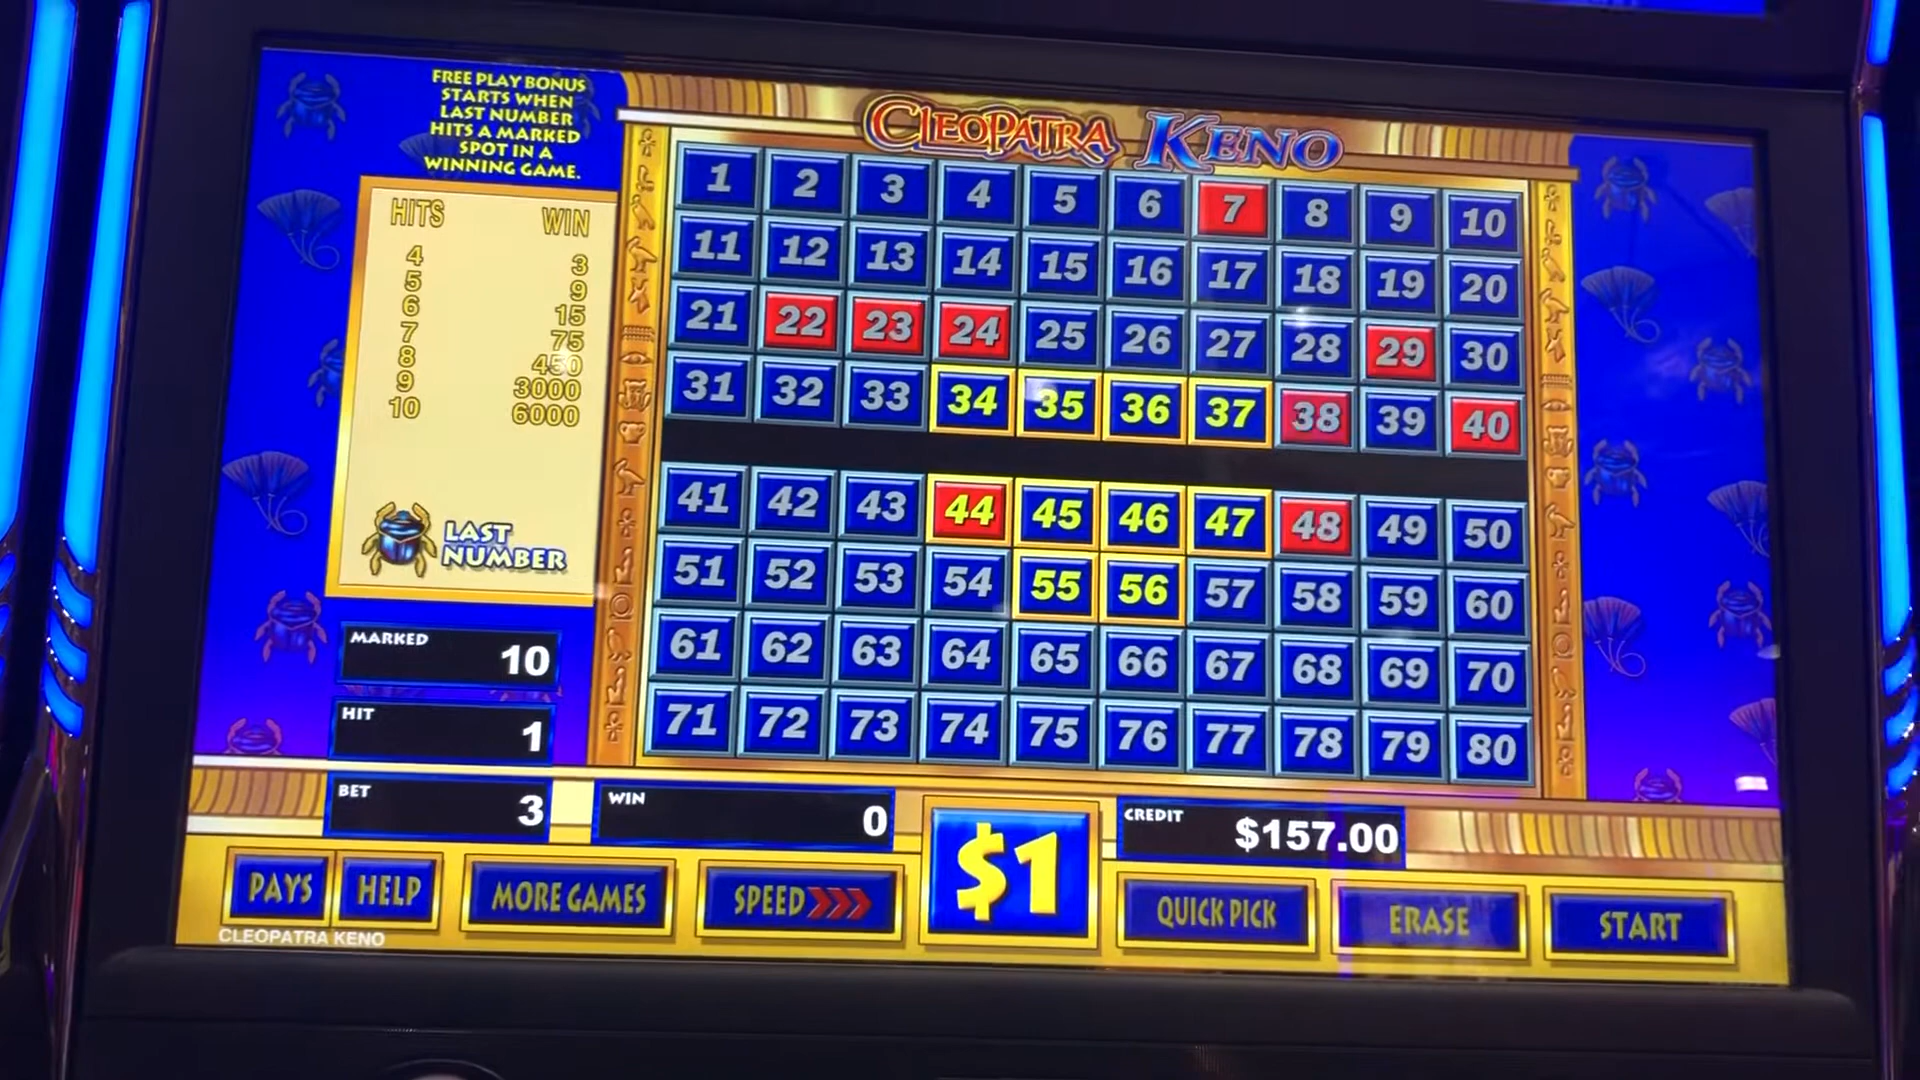 FREE PLAY BONUS
STARTS WHEN
LAST NUMBER
HITS A MARKED
SPOT IN A
WINNING GAME.
CLEOPATRA KENO
HITS WIN
4 3
5 9
6 15
7 75
8 450
9 3000
10 6000
LAST
NUMBER
1 2 3 4 5 6 7 8 9 10
11 12 13 14 15 16 17 18 19 20
21 22 23 24 25 26 27 28 29 30
31 32 33 34 35 36 37 38 39 40
41 42 43 44 45 46 47 48 49 50
51 52 53 54 55 56 57 58 59 60
61 62 63 64 65 66 67 68 69 70
71 72 73 74 75 76 77 78 79 80
MARKED 10
HIT 1
BET 3
WIN 0
$1
CREDIT $157.00
PAYS HELP MORE GAMES SPEED QUICK PICK ERASE START
CLEOPATRA KENO